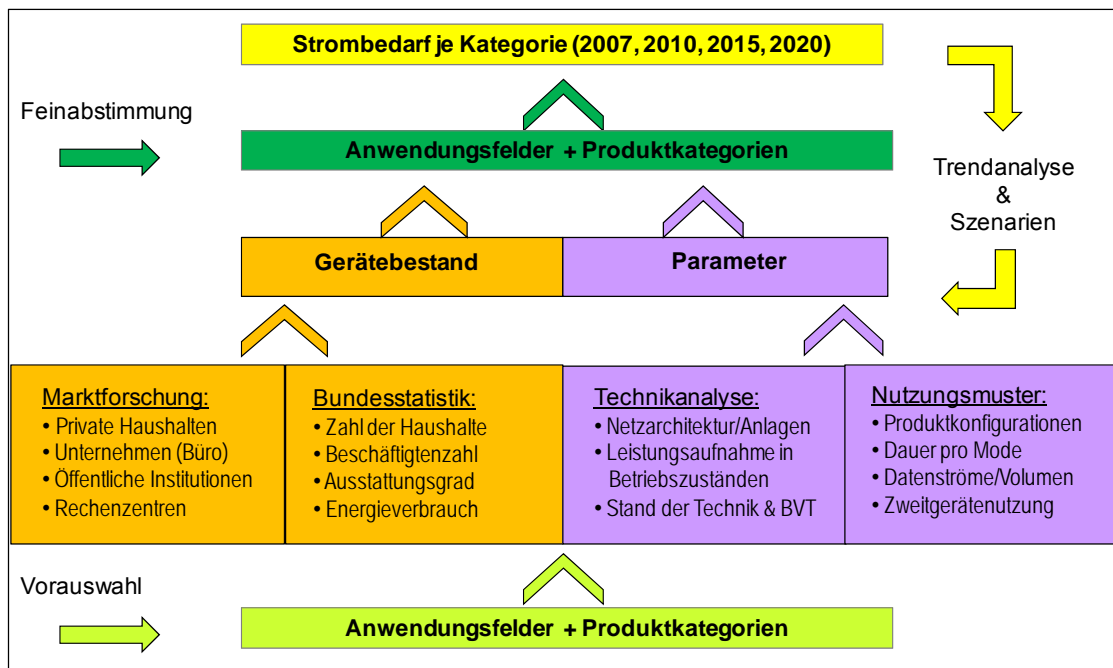 Strombedarf je Kategorie (2007, 2010, 2015, 2020)
Feinabstimmung
Anwendungsfelder + Produktkategorien
Trendanalyse
&
Szenarien
Gerätebestand
Parameter
Marktforschung:
• Private Haushalten
• Unternehmen (Büro)
• Öffentliche Institutionen
• Rechenzentren
Bundesstatistik:
• Zahl der Haushalte
• Beschäftigtenzahl
• Ausstattungsgrad
• Energieverbrauch
Technikanalyse:
• Netzarchitektur/Anlagen
• Leistungsaufnahme in
Betriebszuständen
• Stand der Technik & BVT
Nutzungsmuster:
• Produktkonfigurationen
• Dauer pro Mode
• Datenströme/Volumen
• Zweitgerätenutzung
Vorauswahl
Anwendungsfelder + Produktkategorien